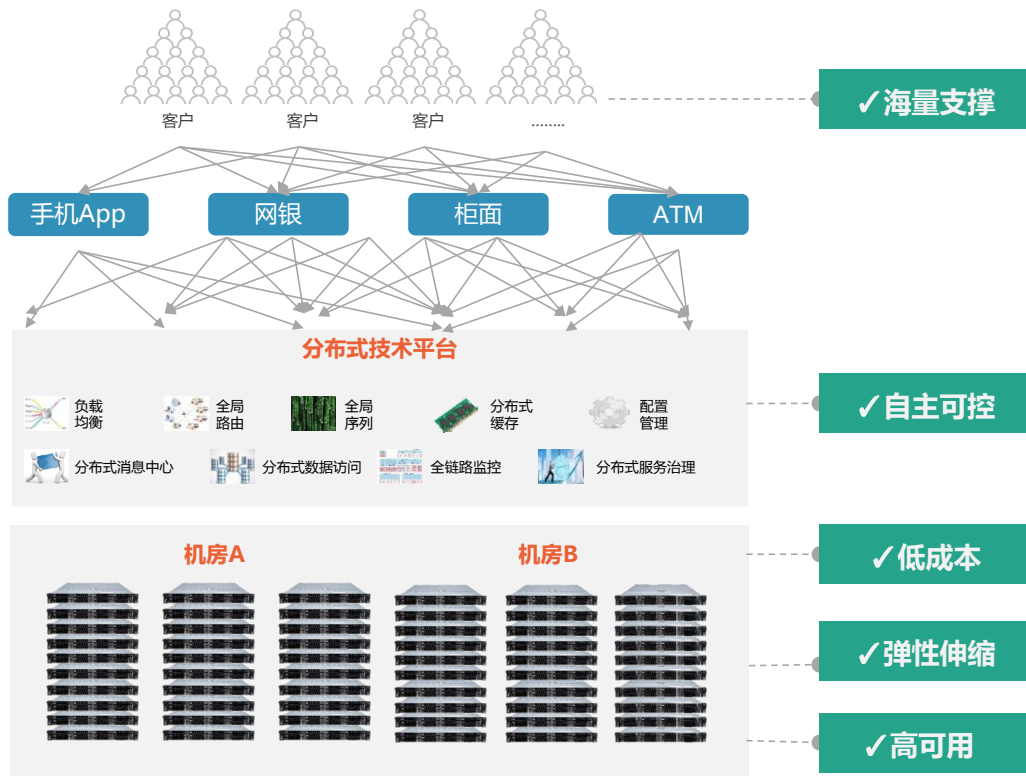 客户
客户
客户
........
✓海量支撑
手机App
网银
柜面
ATM
分布式技术平台
负载
均衡
全局
路由
全局
序列
分布式
缓存
配置
管理
✓自主可控
分布式消息中心
分布式数据访问
全链路监控
分布式服务治理
机房A
机房B
✓低成本
✓弹性伸缩
✓高可用